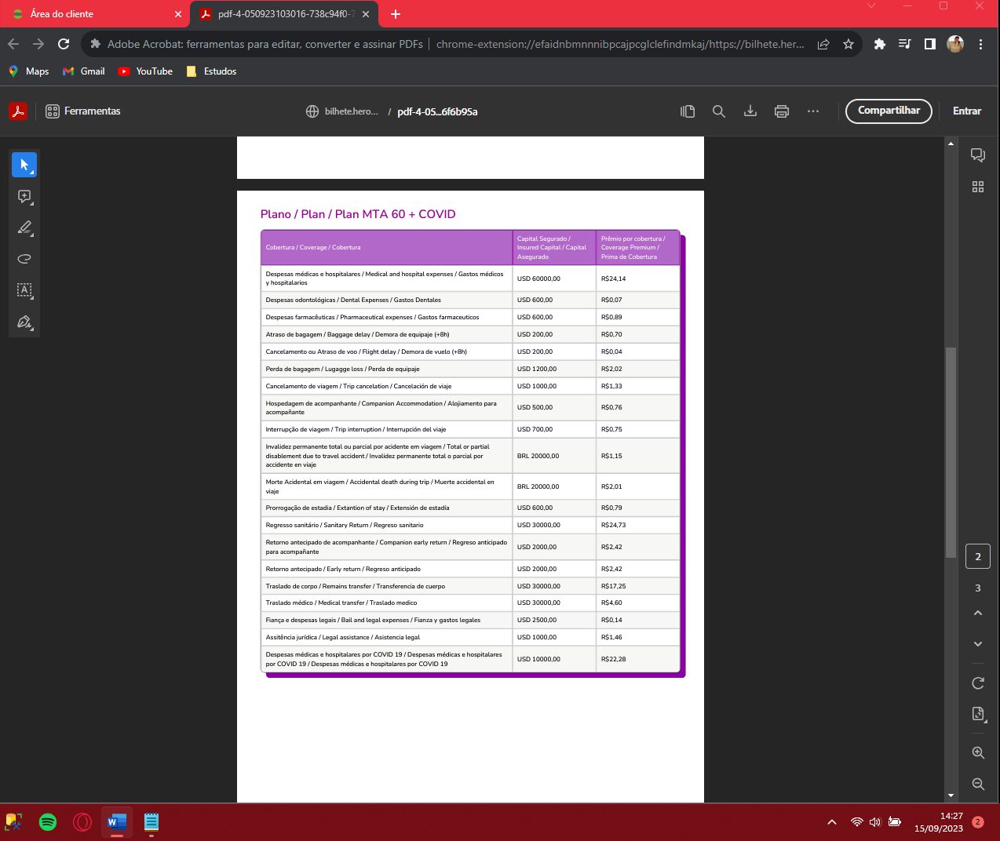 Área do cliente
pdf-4-050923103016-738c94f0-7
Adobe Acrobat: ferramentas para editar, converter e assinar PDFs | chrome-extension://efaidnbmnnnibpcajpcglclefindmkaj/https://bilhete.her...
Maps Gmail YouTube Estudos
Ferramentas
bilhete.hero... / pdf-4-05_6f6b95a
Compartilhar
Entrar
Plano / Plan / Plan MTA 60 + COVID
Cobertura / Coverage / Cobertura
Capital Segurado /
Insured Capital / Capital
Asegurado
Prêmio por cobertura /
Coverage Premium /
Prima de Cobertura
Despesas médicas e hospitalares / Medical and hospital expenses / Gastos médicos
y hospitalarios
USD 60000,00 R$24,14
Despesas odontológicas / Dental Expenses / Gastos Dentales USD 600,00 R$0,07
Despesas farmacêuticas / Pharmaceutical expenses / Gastos farmaceuticos USD 600,00 R$0,89
Atraso de bagagem / Baggage delay / Demora de equipaje (+8h) USD 200,00 R$0,70
Cancelamento ou Atraso de voo / Flight delay / Demora de vuelo (+8h) USD 200,00 R$0,04
Perda de bagagem / Lugagge loss / Perda de equipaje USD 1200,00 R$2,02
Cancelamento de viagem / Trip cancelation / Cancelación de viaje USD 1000,00 R$1,33
Hospedagem de acompanhante / Companion Accommodation / Alojiamento para
acompañante
USD 500,00 R$0,76
Interrupção de viagem / Trip interruption / Interrupción del viaje USD 700,00 R$0,75
Invalidez permanente total ou parcial por acidente em viagem / Total or partial
disablement due to travel accident / Invalidez permanente total o parcial por
accidente en viaje
BRL 20000,00 R$1,15
Morte Acidental em viagem / Accidental death during trip / Muerte accidental en
viaje
BRL 20000,00 R$2,01
Prorrogação de estadia / Extantion of stay / Extensión de estadía USD 600,00 R$0,79
Regresso sanitário / Sanitary Return / Regreso sanitario USD 30000,00 R$24,73
Retorno antecipado de acompanhante / Companion early return / Regreso anticipado
para acompañante
USD 2000,00 R$2,42
Retorno antecipado / Early return / Regreso anticipado USD 2000,00 R$2,42
Traslado de corpo / Remains transfer / Transferencia de cuerpo USD 30000,00 R$17,25
Traslado médico / Medical transfer / Traslado medico USD 30000,00 R$4,60
Fiança e despesas legais / Bail and legal expenses / Fianza y gastos legales USD 2500,00 R$0,14
Assitência jurídica / Legal assistance / Asistencia legal USD 1000,00 R$1,46
Despesas médicas e hospitalares por COVID 19 / Despesas médicas e hospitalares
por COVID 19 / Despesas médicas e hospitalares por COVID 19
USD 10000,00 R$22,28
2
3
14:27
15/09/2023
2